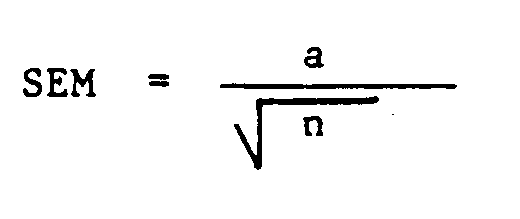 SEM = a
√n